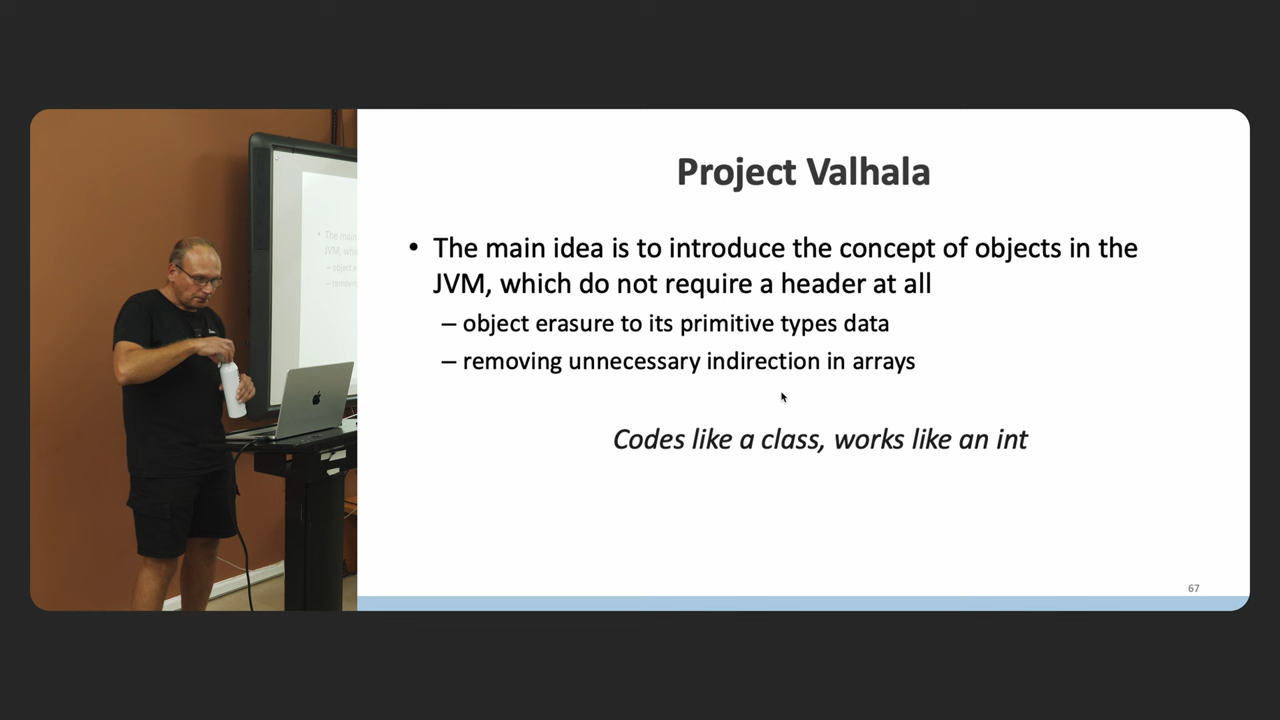 Project Valhala
• The main idea is to introduce the concept of objects in the
JVM, which do not require a header at all
– object erasure to its primitive types data
– removing unnecessary indirection in arrays
Codes like a class, works like an int
67